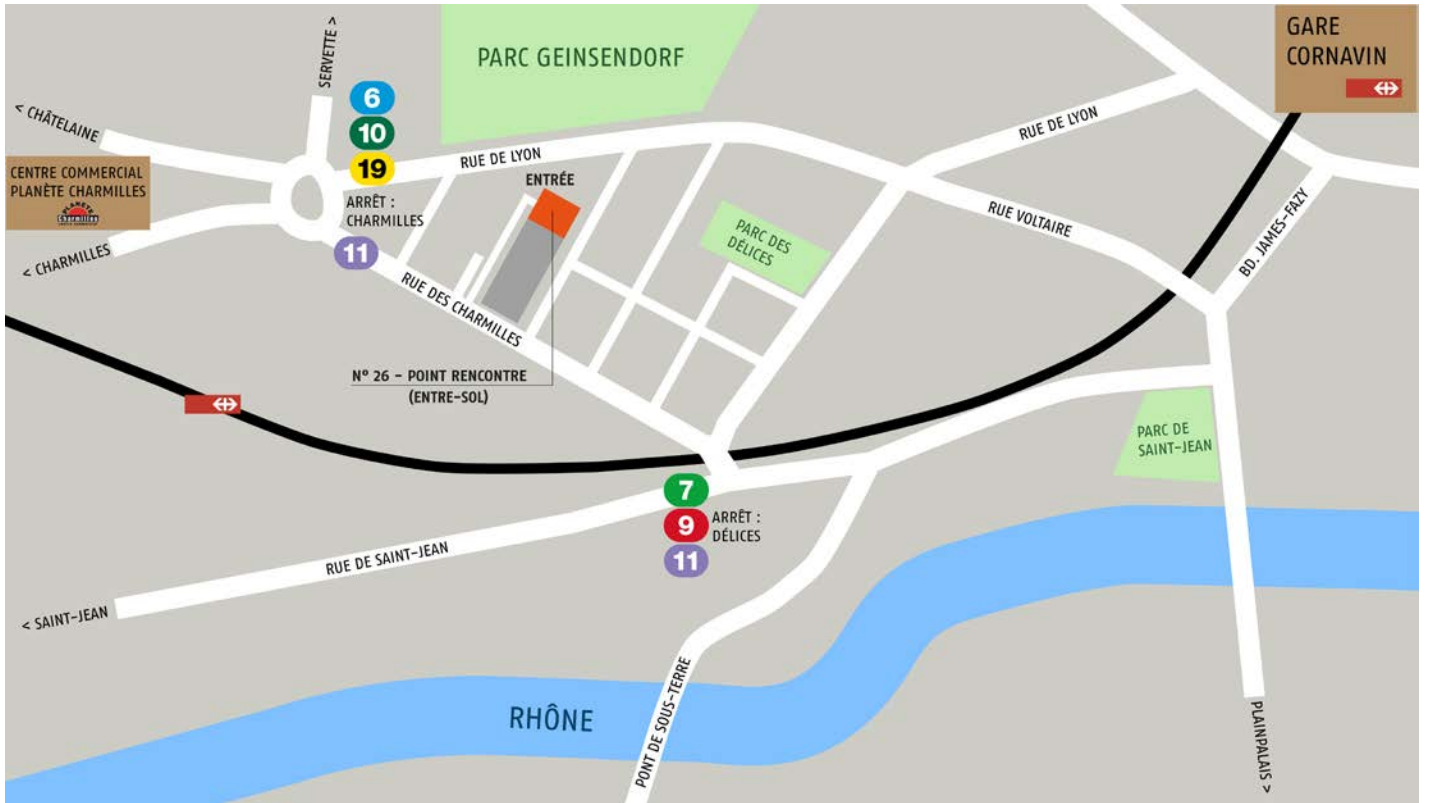 PARC GEINSENDORF
GARE
CORNAVIN
SERVETTE >
< CHÂTELAINE
6
10
19
ARRÊT :
CHARMILLES
11
CENTRE COMMERCIAL
PLANÈTE CHARMILLES
PLANÈTE
Charmilles
< CHARMILLES
RUE DE LYON
ENTRÉE
RUE DE LYON
RUE VOLTAIRE
BD. JAMES-FAZY
PARC DES
DÉLICES
RUE DES CHARMILLES
Nº 26 - POINT RENCONTRE
(ENTRE-SOL)
PARC DE
SAINT-JEAN
7
9
11
ARRÊT :
DÉLICES
RUE DE SAINT-JEAN
< SAINT-JEAN
RHÔNE
PONT DE SOUS-TERRE
PLAINPALAIS >